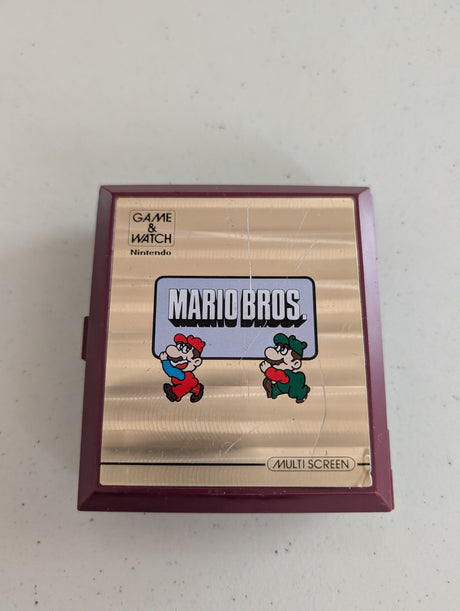 GAME
&
WATCH
Nintendo
MARIO BROS.
MULTI SCREEN